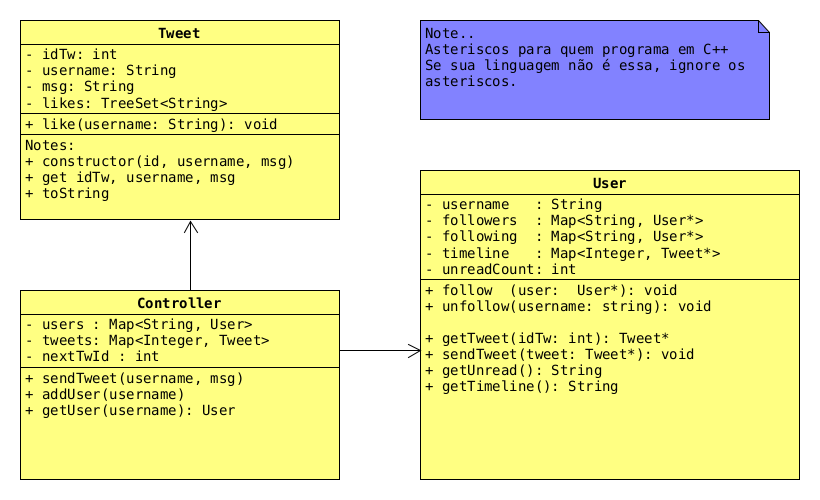 Tweet
- idTw: int
- username: String
- msg: String
- likes: TreeSet<String>
+ like(username: String): void
Notes:
+ constructor(id, username, msg)
+ get idTw, username, msg
+ toString
Note..
Asteriscos para quem programa em C++
Se sua linguagem não é essa, ignore os
asteriscos.
Controller
- users : Map<String, User>
- tweets: Map<Integer, Tweet>
- nextTwId : int
+ sendTweet(username, msg)
+ addUser(username)
+ getUser(username): User
User
- username   : String
- followers  : Map<String, User*>
- following  : Map<String, User*>
- timeline   : Map<Integer, Tweet*>
- unreadCount: int
+ follow  (user:  User*): void
+ unfollow(username: string): void
+ getTweet(idTw: int): Tweet*
+ sendTweet(tweet: Tweet*): void
+ getUnread(): String
+ getTimeline(): String